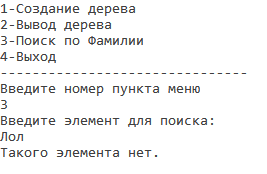 1-Создание дерева
2-Вывод дерева
3-Поиск по Фамилии
4-Выход
-------------------------------
Введите номер пункта меню
3
Введите элемент для поиска:
Лол
Такого элемента нет.